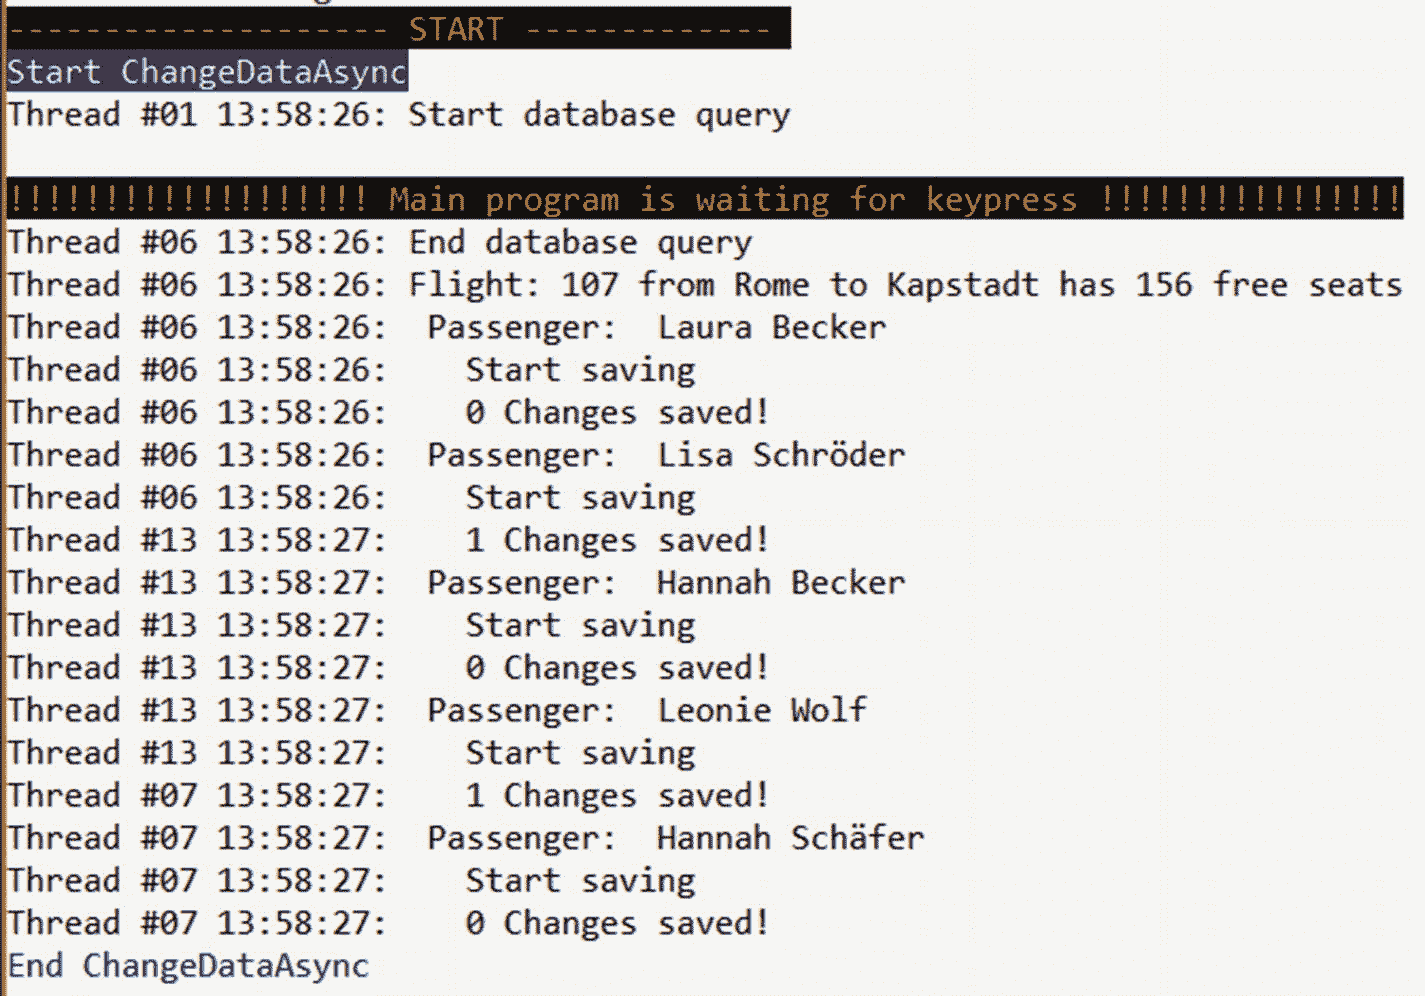 -------------------- START -------------
Start ChangeDataAsync
Thread #01 13:58:26: Start database query
!!!!!!!!!!!!!!!!!!! Main program is waiting for keypress !!!!!!!!!!!!!!!!
Thread #06 13:58:26: End database query
Thread #06 13:58:26: Flight: 107 from Rome to Kapstadt has 156 free seats
Thread #06 13:58:26:  Passenger:  Laura Becker
Thread #06 13:58:26:    Start saving
Thread #06 13:58:26:    0 Changes saved!
Thread #06 13:58:26:  Passenger:  Lisa Schröder
Thread #06 13:58:26:    Start saving
Thread #13 13:58:27:    1 Changes saved!
Thread #13 13:58:27:  Passenger:  Hannah Becker
Thread #13 13:58:27:    Start saving
Thread #13 13:58:27:    0 Changes saved!
Thread #13 13:58:27:  Passenger:  Leonie Wolf
Thread #13 13:58:27:    Start saving
Thread #07 13:58:27:    1 Changes saved!
Thread #07 13:58:27:  Passenger:  Hannah Schäfer
Thread #07 13:58:27:    Start saving
Thread #07 13:58:27:    0 Changes saved!
End ChangeDataAsync